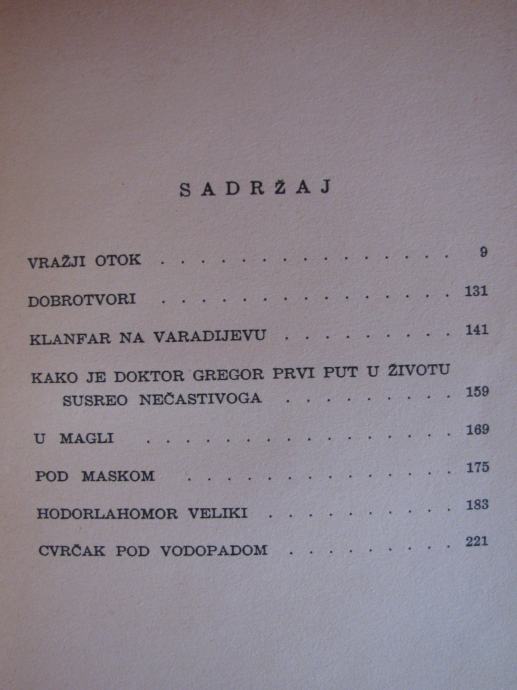 SADRŽAJ
VRAŽJI OTOK . . . . . . . . . . . . . . . 9
DOBROTVORI . . . . . . . . . . . . . . . 131
KLANFAR NA VARADIJEVU . . . . . . . . . 141
KAKO JE DOKTOR GREGOR PRVI PUT U ŽIVOTU
SUSREO NEČASTIVOGA . . . . . . . . . 159
U MAGLI . . . . . . . . . . . . . . . . 169
POD MASKOM . . . . . . . . . . . . . . 175
HODORLAHOMOR VELIKI . . . . . . . . . . 183
CVRČAK POD VODOPADOM . . . . . . . . . 221